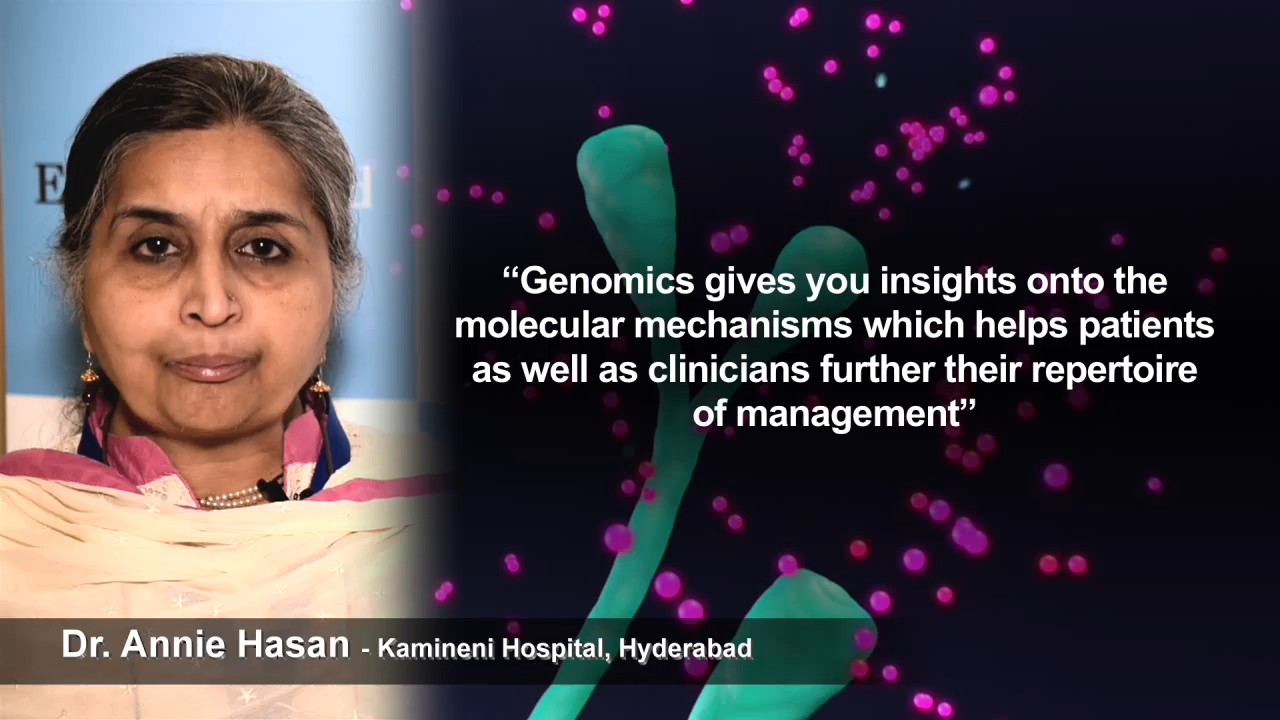 “Genomics gives you insights onto the
molecular mechanisms which helps patients
as well as clinicians further their repertoire
of management”
Dr. Annie Hasan - Kamineni Hospital, Hyderabad